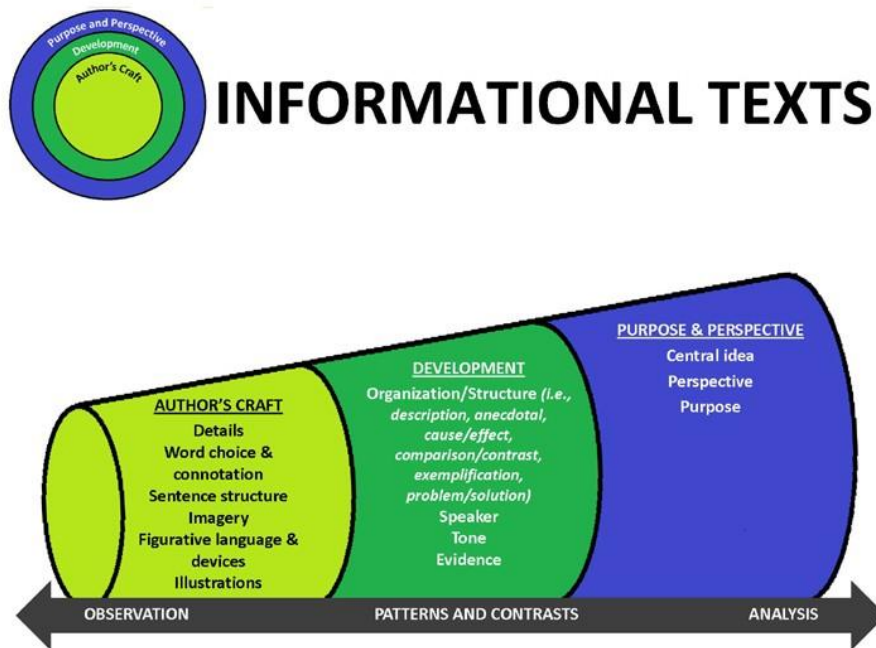 Purpose and Perspective
Development
Author's Craft
INFORMATIONAL TEXTS
AUTHOR'S CRAFT
Details
Word choice &
connotation
Sentence structure
Imagery
Figurative language &
devices
Illustrations
DEVELOPMENT
Organization/Structure (i.e.,
description, anecdotal,
cause/effect,
comparison/contrast,
exemplification,
problem/solution)
Speaker
Tone
Evidence
PURPOSE & PERSPECTIVE
Central idea
Perspective
Purpose
OBSERVATION
PATTERNS AND CONTRASTS
ANALYSIS